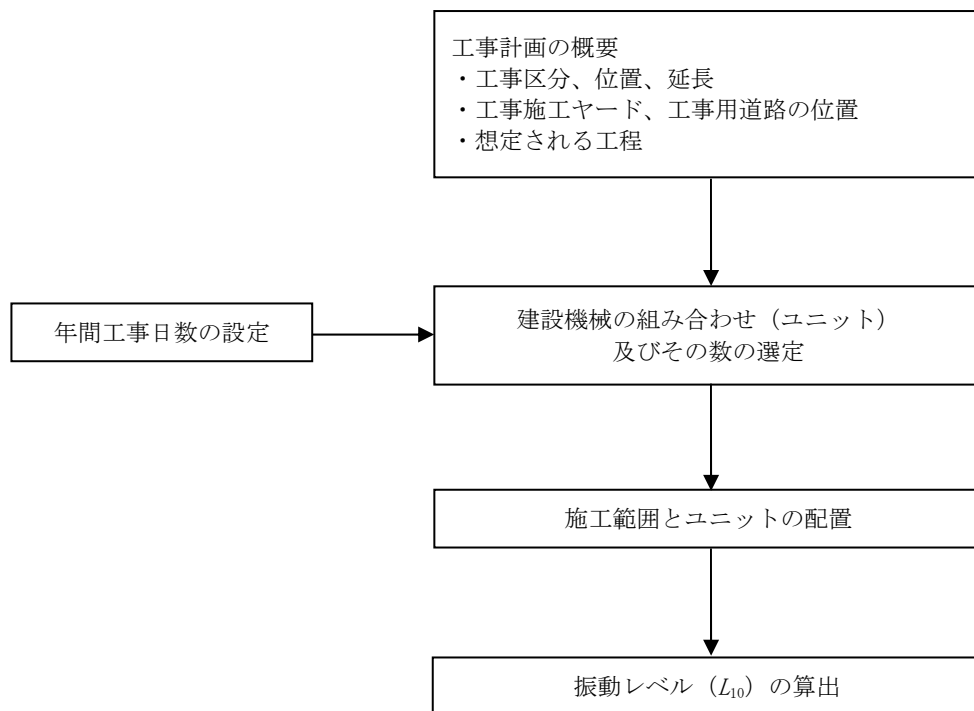 工事計画の概要
・工事区分、位置、延長
・工事施工ヤード、工事用道路の位置
・想定される工程
年間工事日数の設定
建設機械の組み合わせ（ユニット）
及びその数の選定
施工範囲とユニットの配置
振動レベル（L10）の算出